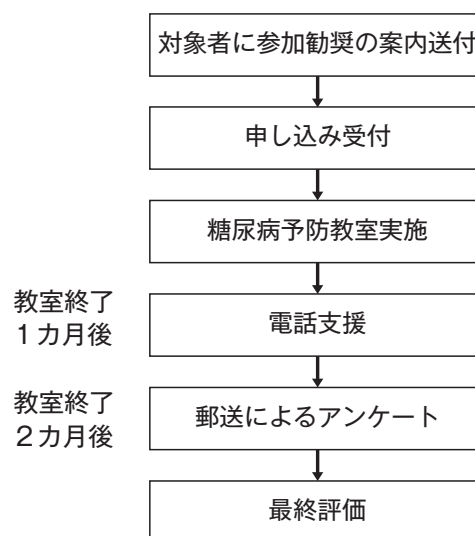 対象者に参加勧奨の案内送付
申し込み受付
糖尿病予防教室実施
教室終了
1カ月後
電話支援
教室終了
2カ月後
郵送によるアンケート
最終評価